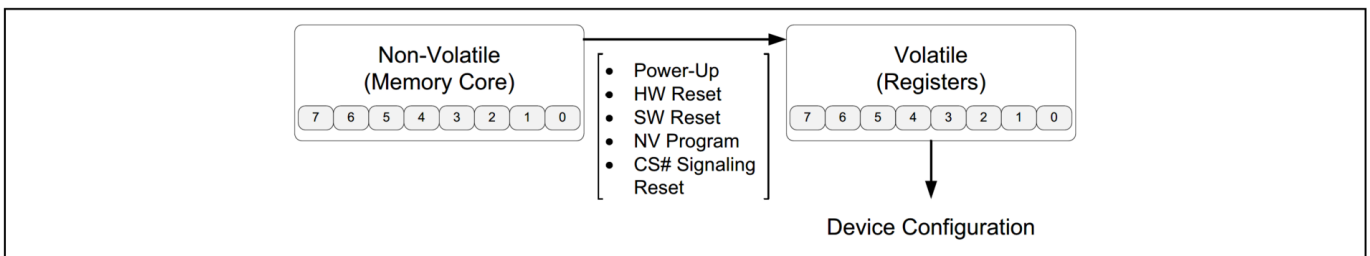 Non-Volatile
(Memory Core)
7 6 5 4 3 2 1 0
• Power-Up
• HW Reset
• SW Reset
• NV Program
• CS# Signaling
Reset
Volatile
(Registers)
7 6 5 4 3 2 1 0
Device Configuration